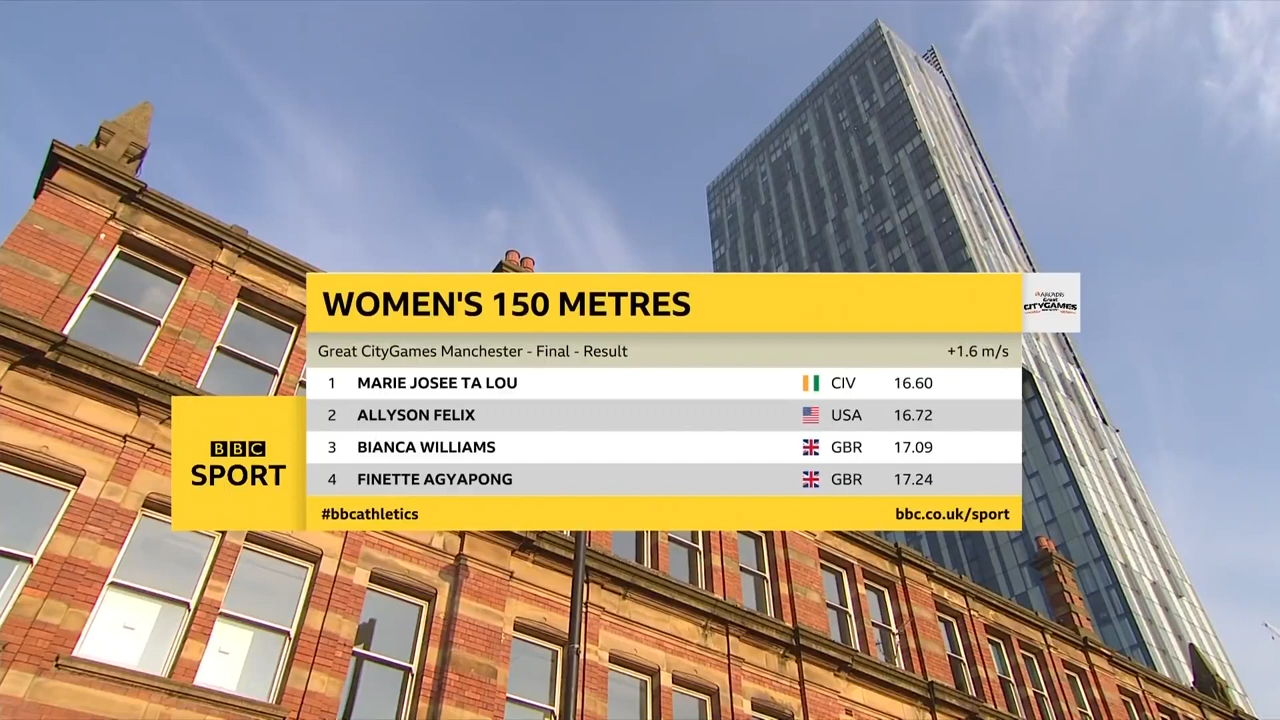 WOMEN'S 150 METRES
ARCADIS
Great
CITYGAMES
Great CityGames Manchester - Final - Result +1.6 m/s
1 MARIE JOSEE TA LOU CIV 16.60
2 ALLYSON FELIX USA 16.72
3 BIANCA WILLIAMS GBR 17.09
4 FINETTE AGYAPONG GBR 17.24
BBC
SPORT
#bbcathletics bbc.co.uk/sport